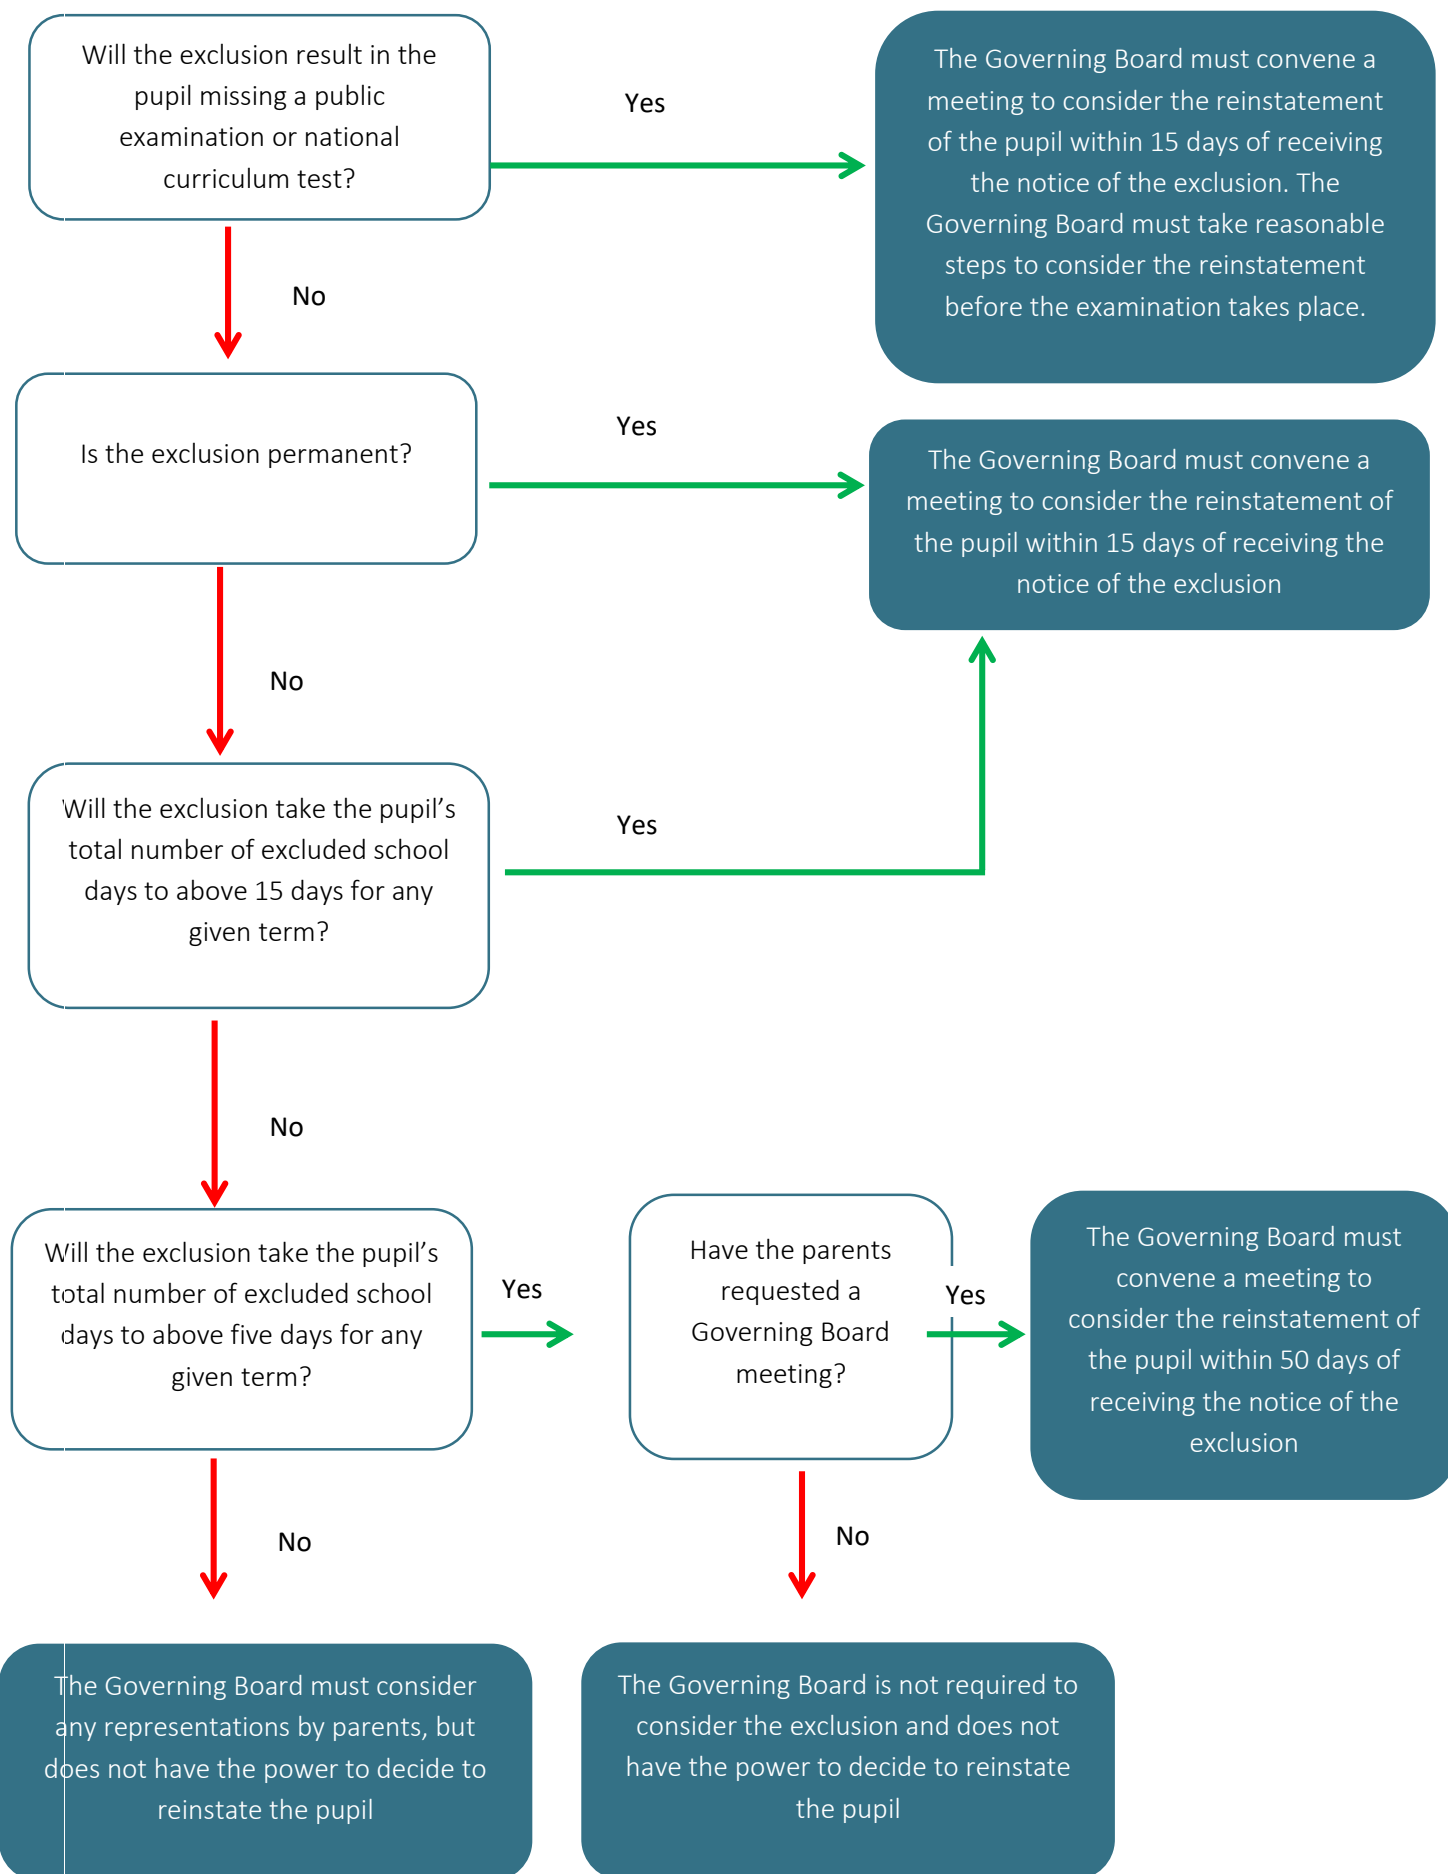 Will the exclusion result in the
pupil missing a public
examination or national
curriculum test?
Yes
The Governing Board must convene a
meeting to consider the reinstatement
of the pupil within 15 days of receiving
the notice of the exclusion. The
Governing Board must take reasonable
steps to consider the reinstatement
before the examination takes place.
No
Is the exclusion permanent?
Yes
The Governing Board must convene a
meeting to consider the reinstatement of
the pupil within 15 days of receiving the
notice of the exclusion
No
Will the exclusion take the pupil’s
total number of excluded school
days to above 15 days for any
given term?
Yes
No
Will the exclusion take the pupil’s
total number of excluded school
days to above five days for any
given term?
Yes
Have the parents
requested a
Governing Board
meeting?
Yes
The Governing Board must
convene a meeting to
consider the reinstatement of
the pupil within 50 days of
receiving the notice of the
exclusion
No
No
The Governing Board must consider
any representations by parents, but
does not have the power to decide to
reinstate the pupil
The Governing Board is not required to
consider the exclusion and does not
have the power to decide to reinstate
the pupil